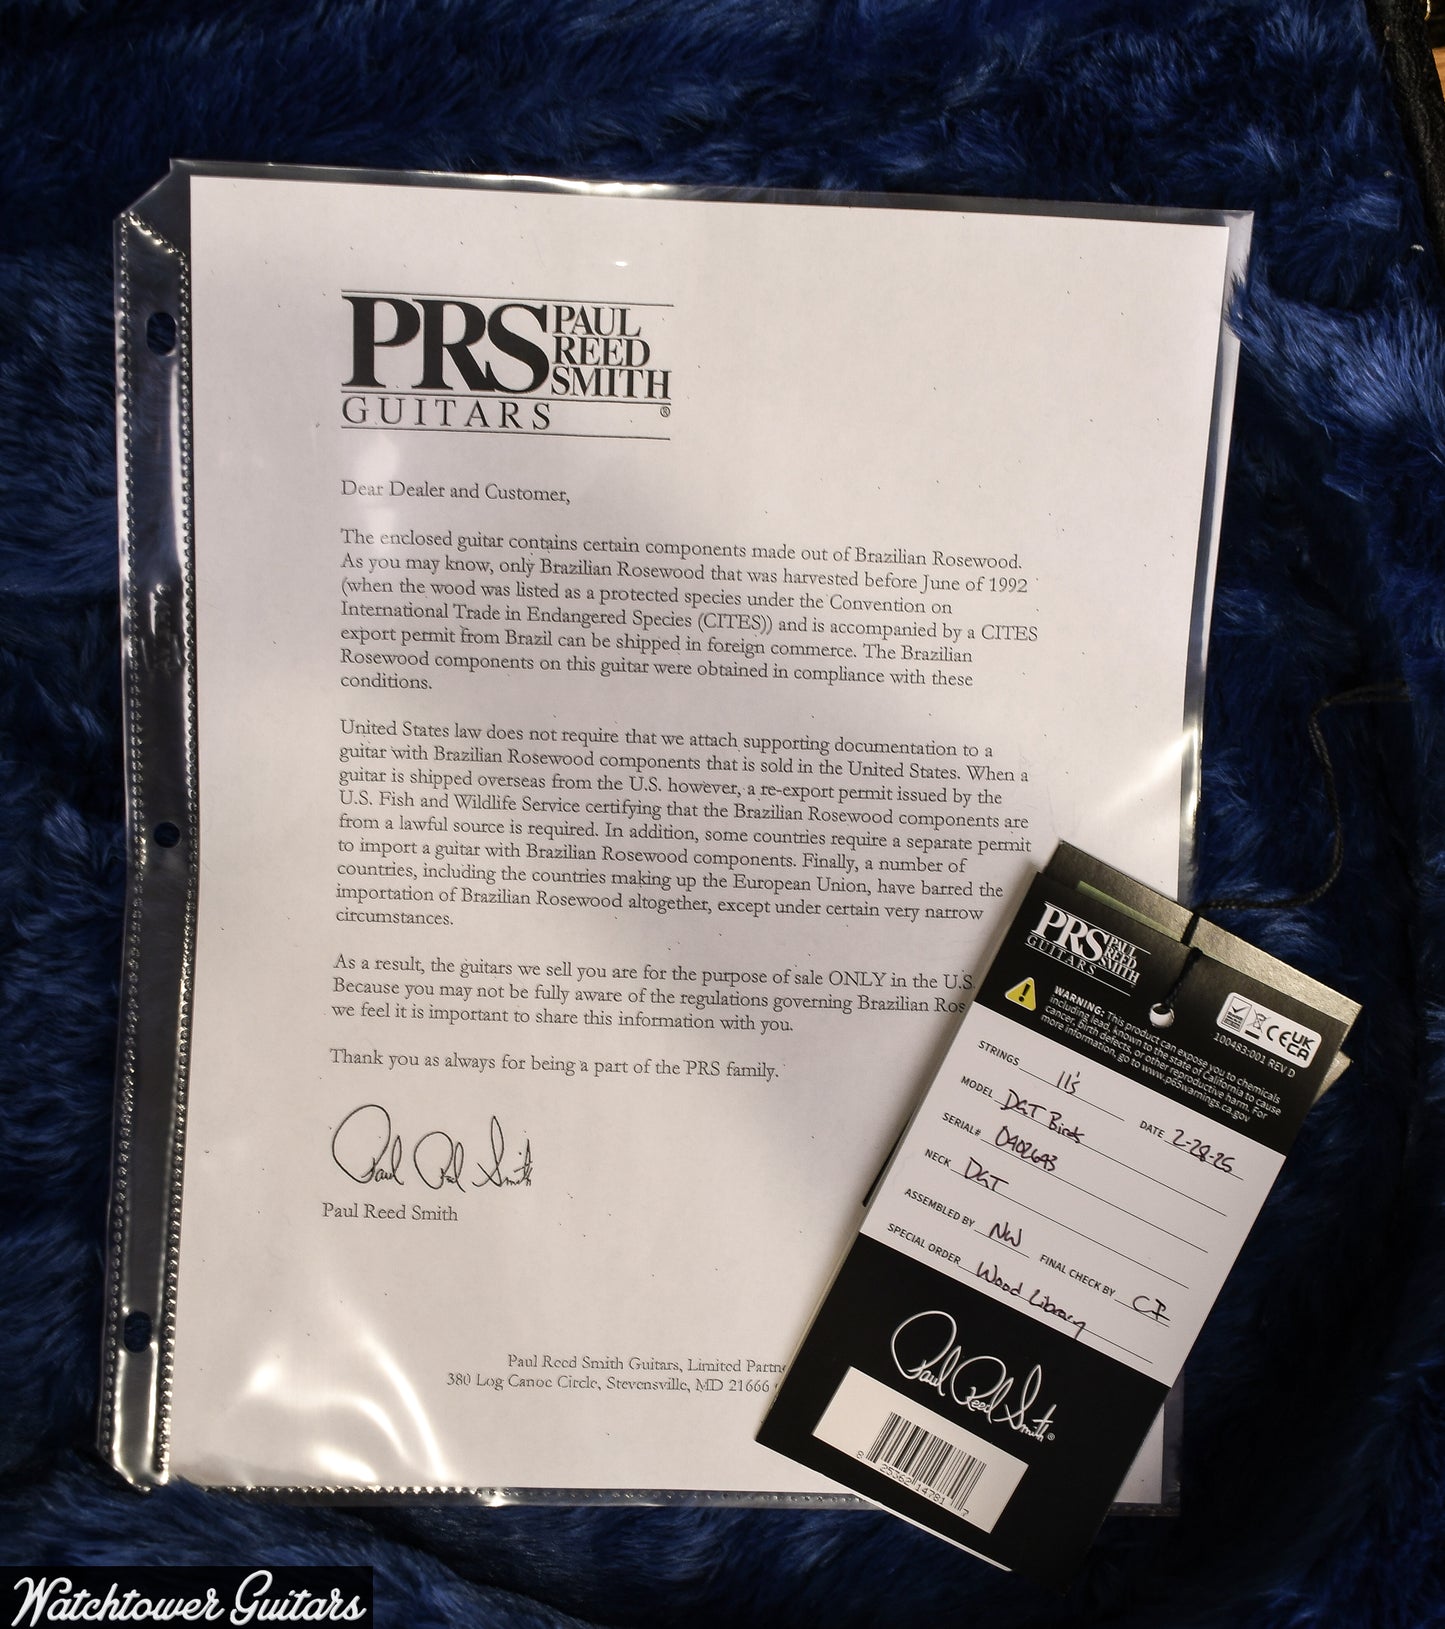 PRS PAUL
REED
SMITH
GUITARS ®
Dear Dealer and Customer,
The enclosed guitar contains certain components made out of Brazilian Rosewood.
As you may know, only Brazilian Rosewood that was harvested before June of 1992
(when the wood was listed as a protected species under the Convention on
International Trade in Endangered Species (CITES)) and is accompanied by a CITES
export permit from Brazil can be shipped in foreign commerce. The Brazilian
Rosewood components on this guitar were obtained in compliance with these
conditions.
United States law does not require that we attach supporting documentation to a
guitar with Brazilian Rosewood components that is sold in the United States. When a
guitar is shipped overseas from the U.S. however, a re-export permit issued by the
U.S. Fish and Wildlife Service certifying that the Brazilian Rosewood components are
from a lawful source is required. In addition, some countries require a separate permit
to import a guitar with Brazilian Rosewood components. Finally, a number of
countries, including the countries making up the European Union, have barred the
importation of Brazilian Rosewood altogether, except under certain very narrow
circumstances.
As a result, the guitars we sell you are for the purpose of sale ONLY in the U.S.
Because you may not be fully aware of the regulations governing Brazilian Ros
we feel it is important to share this information with you.
Thank you as always for being a part of the PRS family.
Paul Reed Smith
Paul Reed Smith
Paul Reed Smith Guitars, Limited Partne
380 Log Canoe Circle, Stevensville, MD 21666
PRS PAUL
REED
SMITH
GUITARS
WARNING: This product can expose you to chemicals
including lead, known to the state of California to cause
cancer, birth defects or other reproductive harm. For
more information, go to www.p65warnings.ca.gov
CE UK
CA
100483:001 REV D
STRINGS 11's
MODEL DGT Birds DATE 2-28-25
SERIAL# 0402643
NECK DGT
ASSEMBLED BY NW FINAL CHECK BY CI
SPECIAL ORDER Wood Library
Paul Reed Smith ®
8 25362 14781 7
Watchtower Guitars